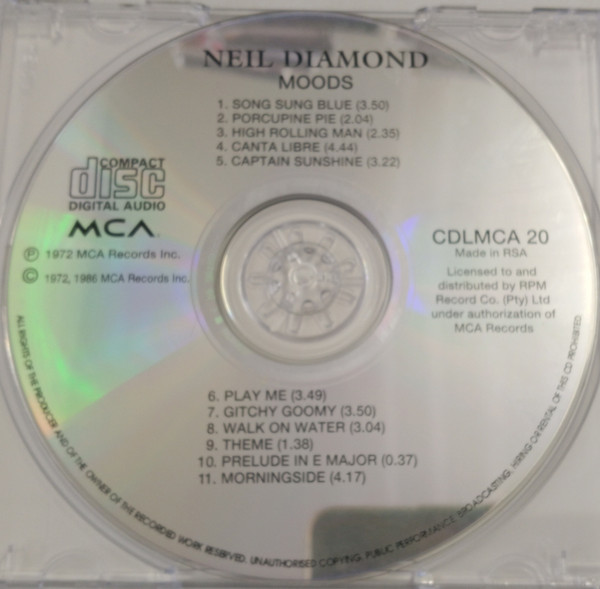 NEIL DIAMOND
MOODS
1. SONG SUNG BLUE (3.50)
2. PORCUPINE PIE (2.04)
3. HIGH ROLLING MAN (2.35)
4. CANTA LIBRE (4.44)
5. CAPTAIN SUNSHINE (3.22)
COMPACT
disc
DIGITAL AUDIO
MCA
℗ 1972 MCA Records Inc.
© 1972, 1986 MCA Records Inc.
CDLMCA 20
Made in RSA
Licensed to and
distributed by RPM
Record Co. (Pty) Ltd
under authorization of
MCA Records
6. PLAY ME (3.49)
7. GITCHY GOOMY (3.50)
8. WALK ON WATER (3.04)
9. THEME (1.38)
10. PRELUDE IN E MAJOR (0.37)
11. MORNINGSIDE (4.17)
ALL RIGHTS OF THE PRODUCER AND OF THE OWNER OF THE RECORDED WORK RESERVED. UNAUTHORISED COPYING, PUBLIC PERFORMANCE, BROADCASTING, HIRING OR RENTAL OF THIS CD PROHIBITED.